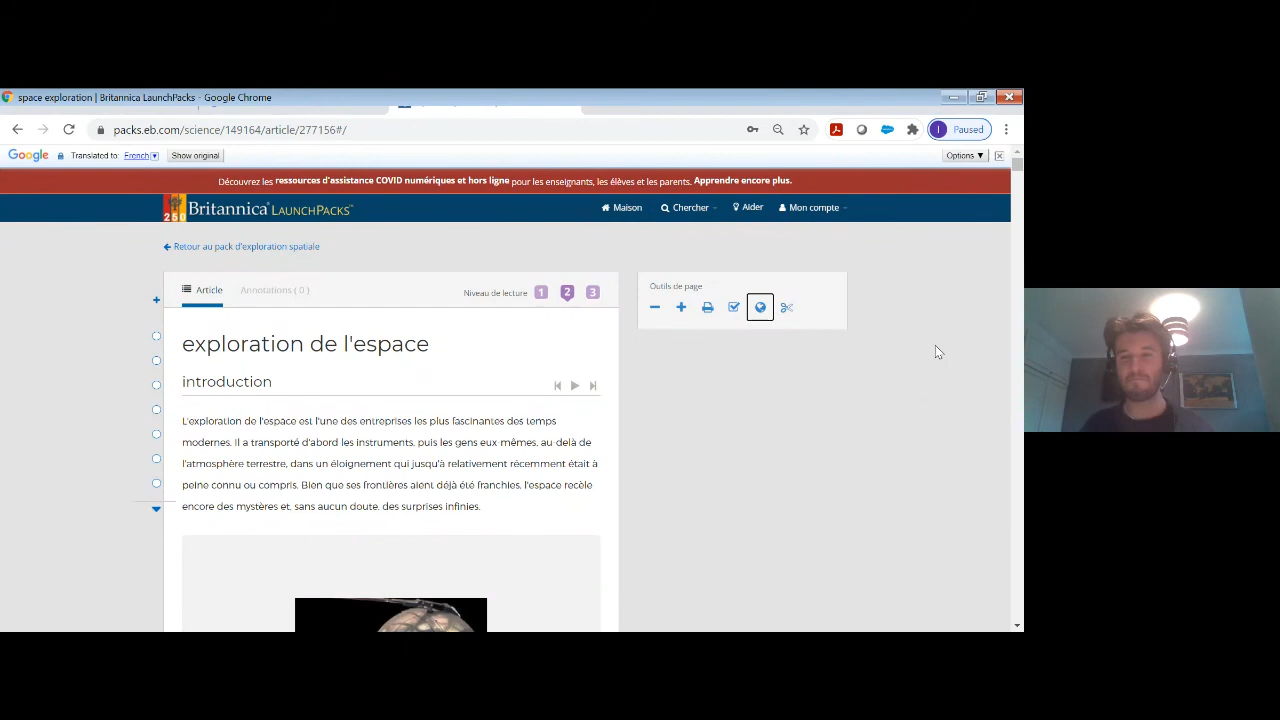 space exploration | Britannica LaunchPacks - Google Chrome
packs.eb.com/science/149164/article/277156#/
Paused
Google Translated to: French Show original Options ▼
Découvrez les ressources d'assistance COVID numériques et hors ligne pour les enseignants, les élèves et les parents. Apprendre encore plus.
250 Britannica LAUNCHPACKS™ Maison Chercher Aider Mon compte
Retour au pack d'exploration spatiale
Article Annotations ( 0 ) Niveau de lecture 1 2 3
Outils de page
exploration de l'espace
introduction
L'exploration de l'espace est l'une des entreprises les plus fascinantes des temps
modernes. Il a transporté d'abord les instruments, puis les gens eux-mêmes, au-delà de
l'atmosphère terrestre, dans un éloignement qui jusqu'à relativement récemment était à
peine connu ou compris. Bien que ses frontières aient déjà été franchies, l'espace recèle
encore des mystères et, sans aucun doute, des surprises infinies.